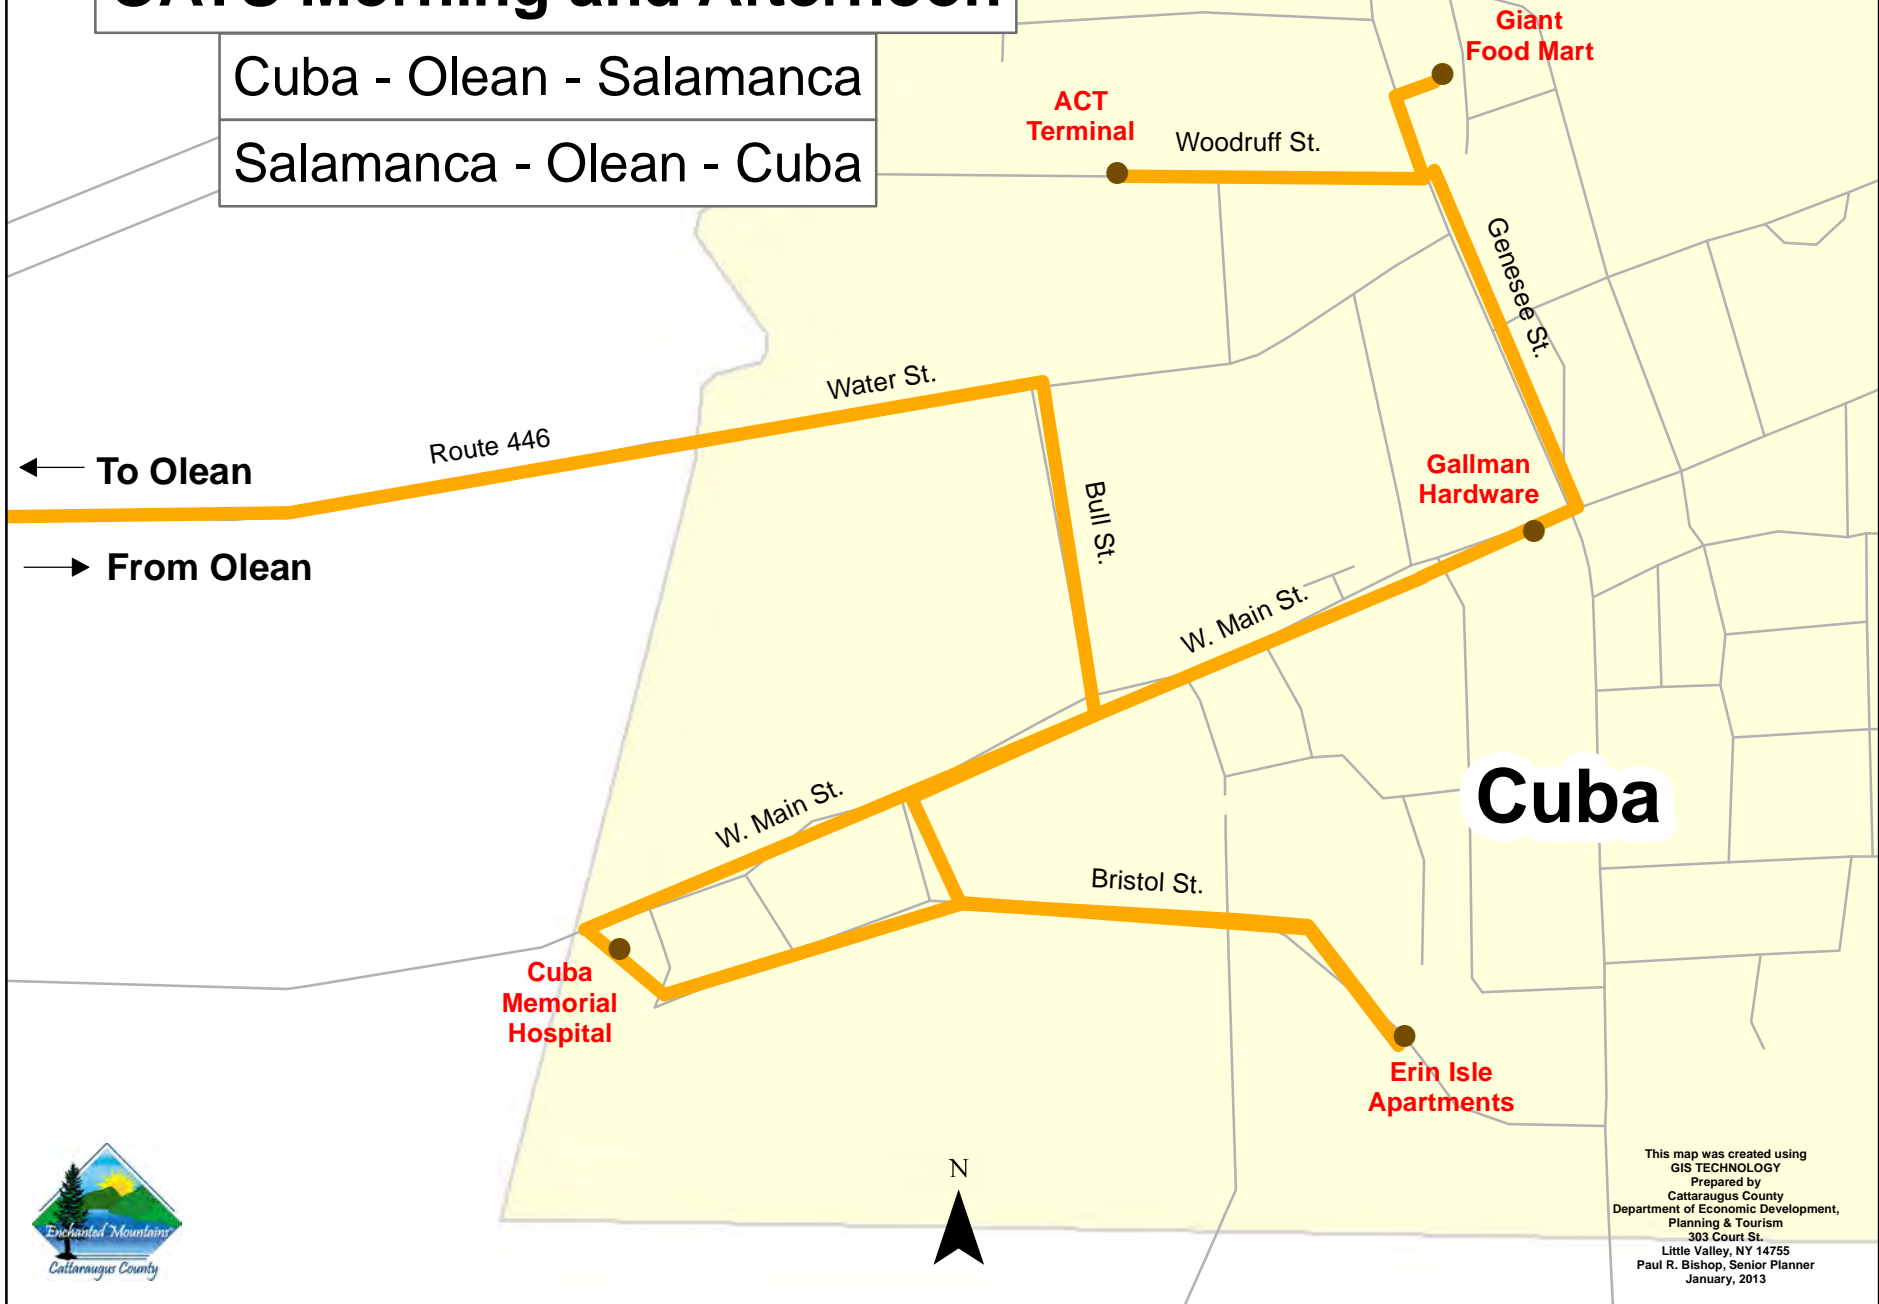 Morning and Afternoon
Cuba - Olean - Salamanca
Salamanca - Olean - Cuba
Giant
Food Mart
ACT
Terminal
Woodruff St.
Genesee St.
Water St.
Route 446
To Olean
From Olean
Bull St.
Gallman
Hardware
W. Main St.
W. Main St.
Cuba
Bristol St.
Cuba
Memorial
Hospital
Erin Isle
Apartments
N
Enchanted Mountains
Cattaraugus County
This map was created using
GIS TECHNOLOGY
Prepared by
Cattaraugus County
Department of Economic Development,
Planning & Tourism
303 Court St.
Little Valley, NY 14755
Paul R. Bishop, Senior Planner
January, 2013